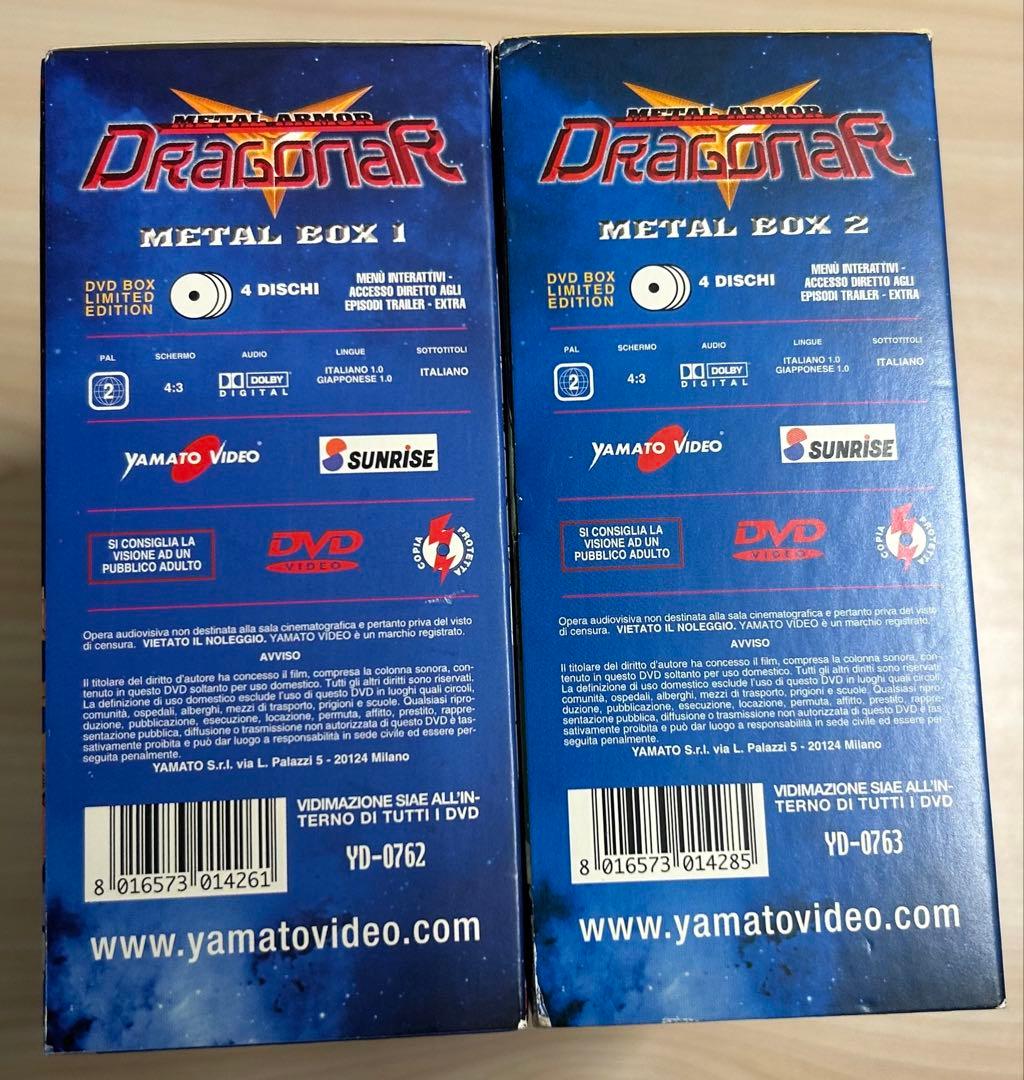 METAL ARMOR
DRAGONAR
METAL BOX 1
DVD BOX
LIMITED
EDITION
4 DISCHI
MENÙ INTERATTIVI -
ACCESSO DIRETTO AGLI
EPISODI TRAILER - EXTRA
PAL
2
SCHERMO
4:3
AUDIO
DOLBY
DIGITAL
LINGUE
ITALIANO 1.0
GIAPPONESE 1.0
SOTTOTITOLI
ITALIANO
YAMATO VIDEO
SUNRISE
SI CONSIGLIA LA
VISIONE AD UN
PUBBLICO ADULTO
DVD
VIDEO
COPIA PROTETTA
Opera audiovisiva non destinata alla sala cinematografica e pertanto priva del visto
di censura. VIETATO IL NOLEGGIO. YAMATO VIDEO è un marchio registrato.
AVVISO
Il titolare del diritto d'autore ha concesso il film, compresa la colonna sonora, con-
tenuto in questo DVD soltanto per uso domestico. Tutti gli altri diritti sono riservati.
La definizione di uso domestico esclude l'uso di questo DVD in luoghi quali circoli,
comunità, ospedali, alberghi, mezzi di trasporto, prigioni e scuole. Qualsiasi ripro-
duzione, pubblicazione, esecuzione, locazione, permuta, affitto, prestito, rappre-
sentazione pubblica, diffusione o trasmissione non autorizzata di questo DVD è tas-
sativamente proibita e può dar luogo a responsabilità in sede civile ed essere per-
seguita penalmente.
YAMATO S.r.l. via L. Palazzi 5 - 20124 Milano
VIDIMAZIONE SIAE ALL'IN-
TERNO DI TUTTI I DVD
YD-0762
8 016573 014261
www.yamatovideo.com
METAL ARMOR
DRAGONAR
METAL BOX 2
DVD BOX
LIMITED
EDITION
4 DISCHI
MENÙ INTERATTIVI -
ACCESSO DIRETTO AGLI
EPISODI TRAILER - EXTRA
PAL
2
SCHERMO
4:3
AUDIO
DOLBY
DIGITAL
LINGUE
ITALIANO 1.0
GIAPPONESE 1.0
SOTTOTITOLI
ITALIANO
YAMATO VIDEO
SUNRISE
SI CONSIGLIA LA
VISIONE AD UN
PUBBLICO ADULTO
DVD
VIDEO
COPIA PROTETTA
Opera audiovisiva non destinata alla sala cinematografica e pertanto priva del visto
di censura. VIETATO IL NOLEGGIO. YAMATO VIDEO è un marchio registrato.
AVVISO
Il titolare del diritto d'autore ha concesso il film, compresa la colonna sonora, con-
tenuto in questo DVD soltanto per uso domestico. Tutti gli altri diritti sono riservati.
La definizione di uso domestico esclude l'uso di questo DVD in luoghi quali circoli,
comunità, ospedali, alberghi, mezzi di trasporto, prigioni e scuole. Qualsiasi ripro-
duzione, pubblicazione, esecuzione, locazione, permuta, affitto, prestito, rappre-
sentazione pubblica, diffusione o trasmissione non autorizzata di questo DVD è tas-
sativamente proibita e può dar luogo a responsabilità in sede civile ed essere per-
seguita penalmente.
YAMATO S.r.l. via L. Palazzi 5 - 20124 Milano
VIDIMAZIONE SIAE ALL'IN-
TERNO DI TUTTI I DVD
YD-0763
8 016573 014285
www.yamatovideo.com